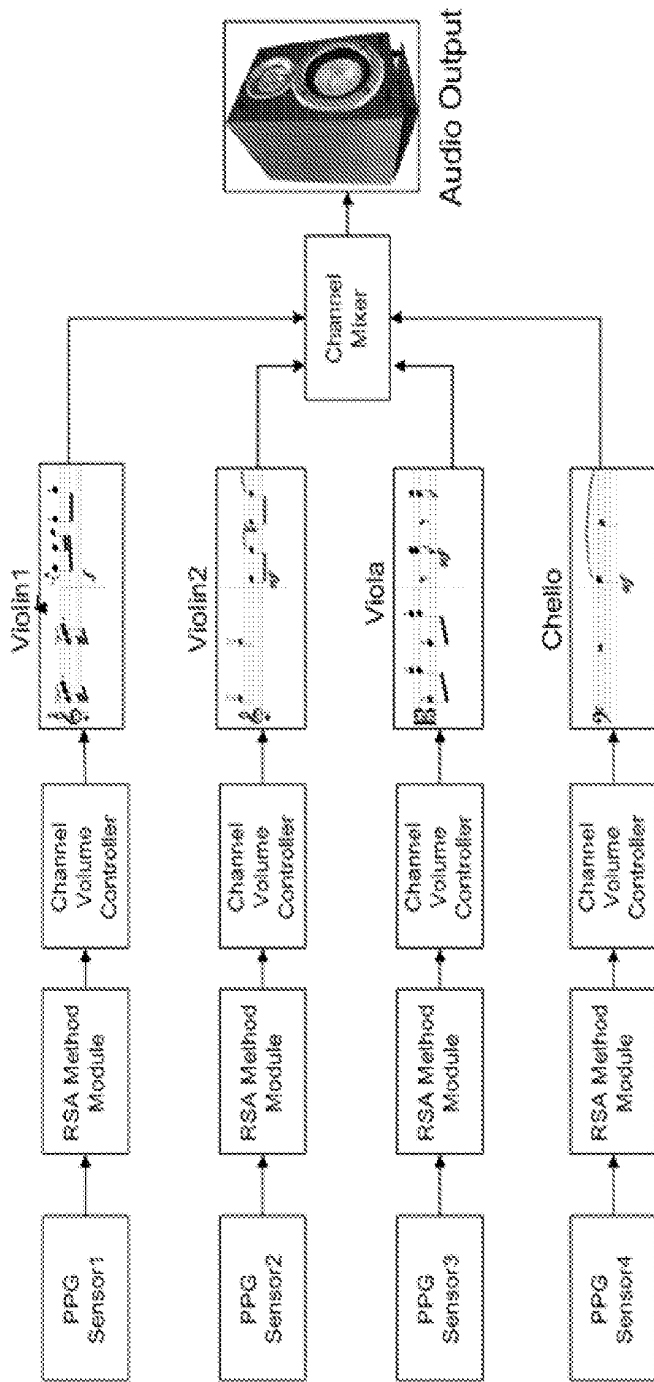 PPG
Sensor1
RSA Method
Module
Channel
Volume
Controller
Violin1
PPG
Sensor2
RSA Method
Module
Channel
Volume
Controller
Violin2
PPG
Sensor3
RSA Method
Module
Channel
Volume
Controller
Viola
PPG
Sensor4
RSA Method
Module
Channel
Volume
Controller
Chello
Channel
Mixer
Audio Output